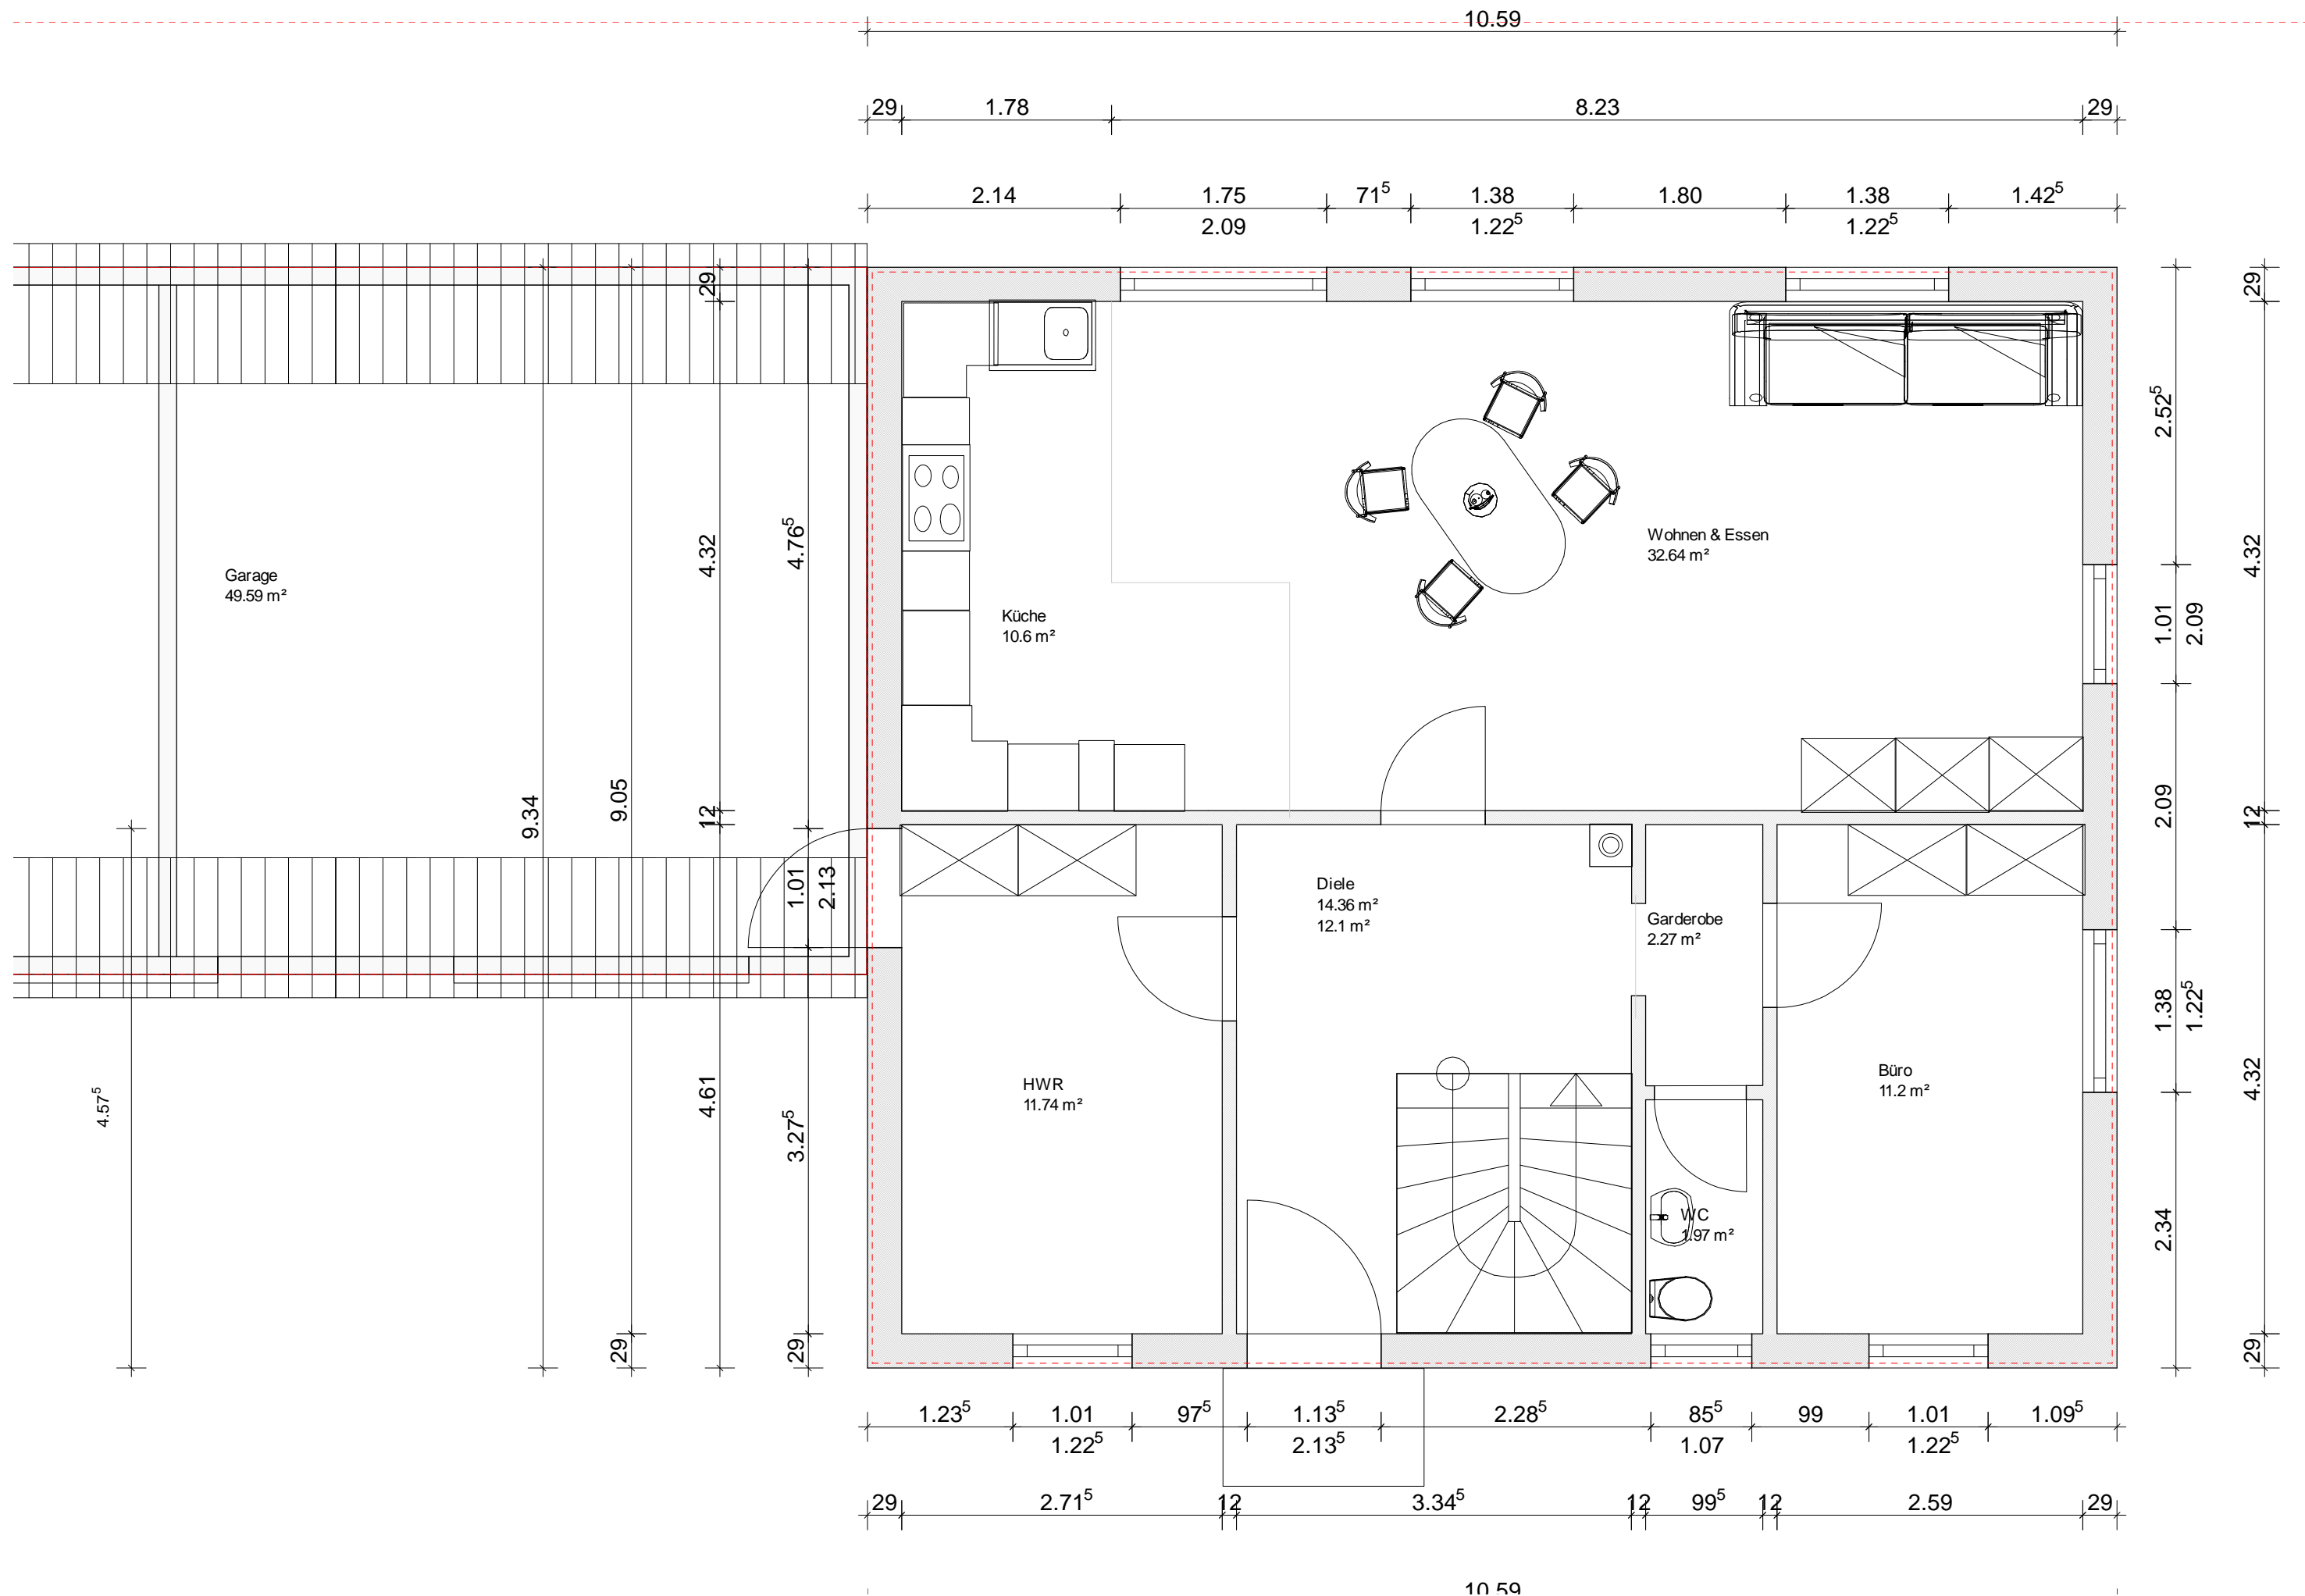 10.59
29 1.78 8.23 29
2.14 1.75 71⁵ 1.38 1.80 1.38 1.42⁵
2.09 1.22⁵ 1.22⁵
29
29
2.52⁵
4.32
4.76⁵
4.32
Wohnen & Essen
32.64 m²
Garage
49.59 m²
Küche
10.6 m²
1.01
2.09
9.34
9.05
12
2.09
12
1.01
2.13
Diele
14.36 m²
12.1 m²
Garderobe
2.27 m²
1.38
1.22⁵
4.57⁵
4.61
3.27⁵
HWR
11.74 m²
Büro
11.2 m²
4.32
WC
1.97 m²
2.34
29
29
29
1.23⁵ 1.01 97⁵ 1.13⁵ 2.28⁵ 85⁵ 99 1.01 1.09⁵
1.22⁵ 2.13⁵ 1.07 1.22⁵
29 2.71⁵ 12 3.34⁵ 12 99⁵ 12 2.59 29
10.59